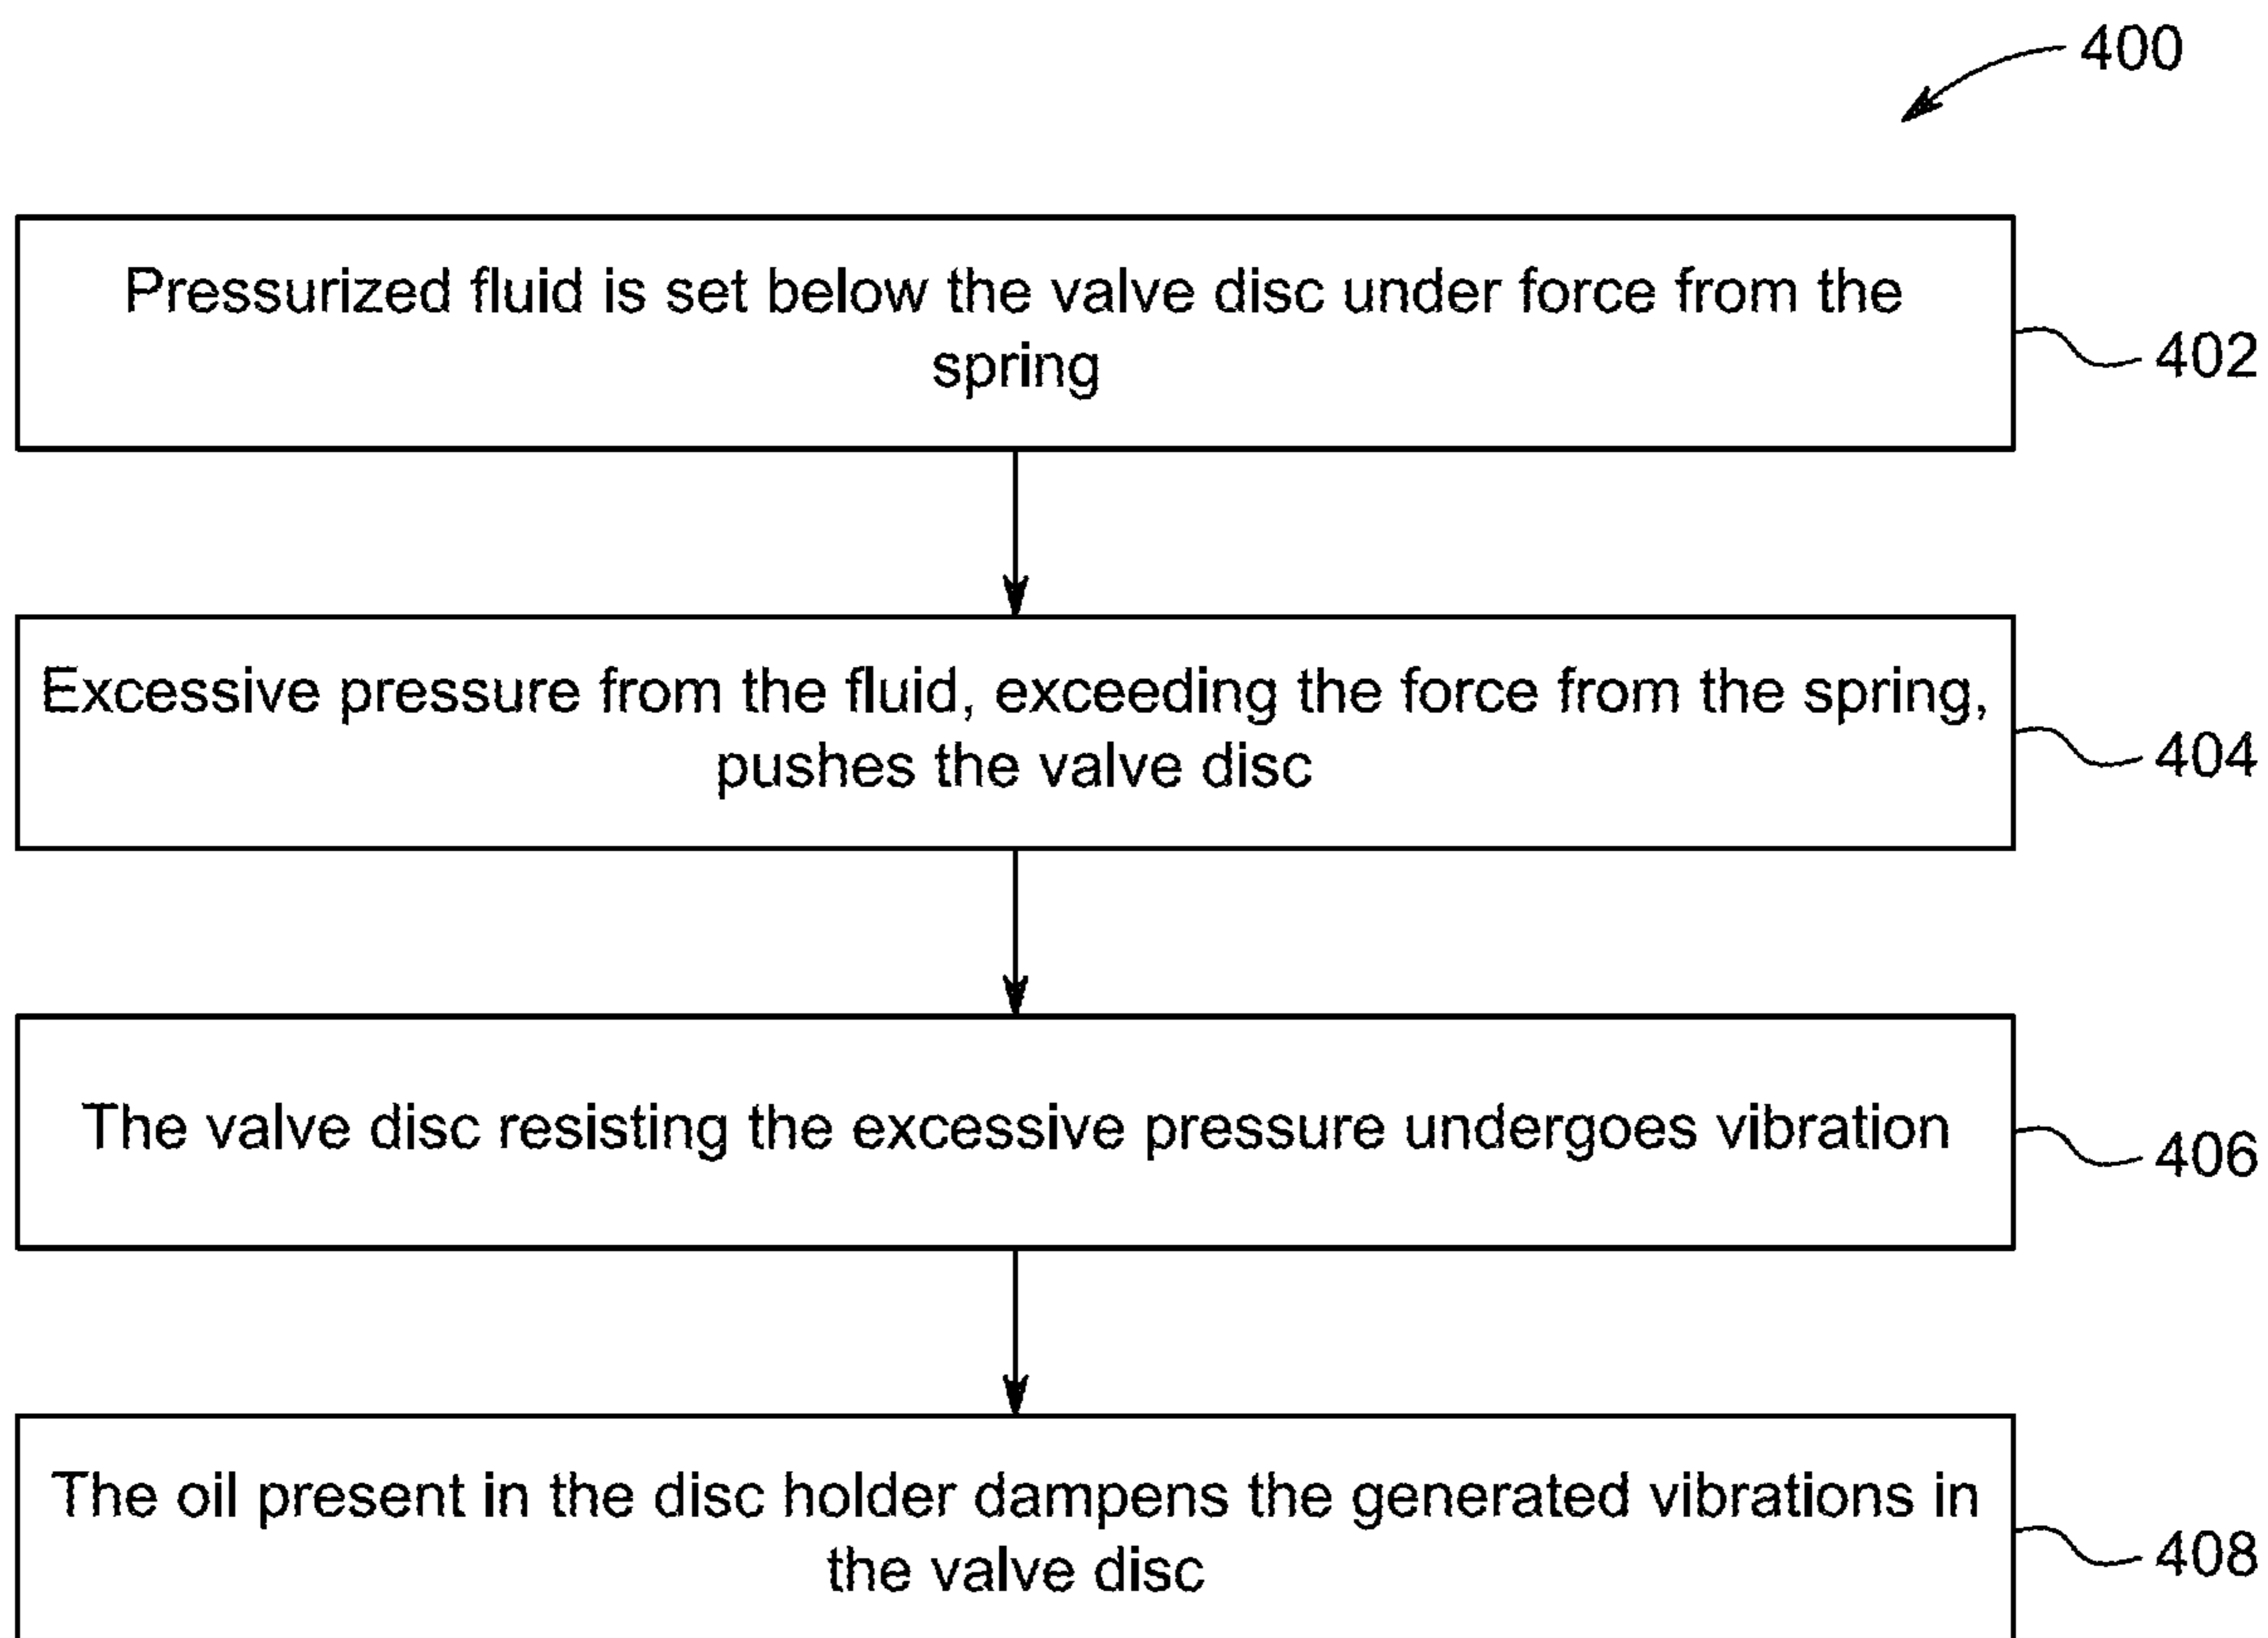 400
Pressurized fluid is set below the valve disc under force from the
spring
402
Excessive pressure from the fluid, exceeding the force from the spring,
pushes the valve disc
404
The valve disc resisting the excessive pressure undergoes vibration
406
The oil present in the disc holder dampens the generated vibrations in
the valve disc
408